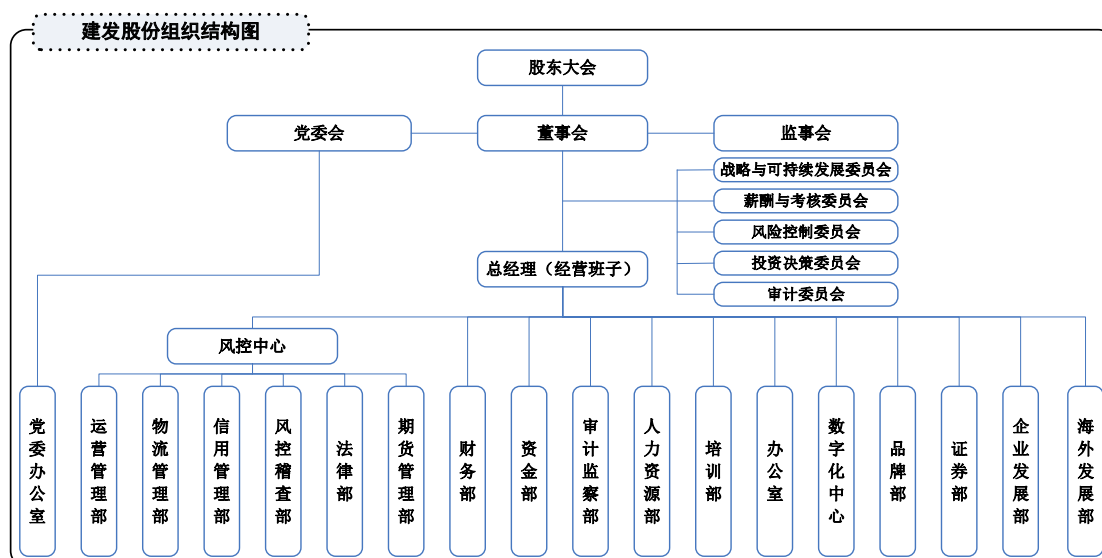 建发股份组织结构图
股东大会
党委会
董事会
监事会
战略与可持续发展委员会
薪酬与考核委员会
风险控制委员会
投资决策委员会
审计委员会
总经理（经营班子）
风控中心
党委办公室
运营管理部
物流管理部
信用管理部
风控稽查部
法律部
期货管理部
财务部
资金部
审计监察部
人力资源部
培训部
办公室
数字化中心
品牌部
证券部
企业发展部
海外发展部